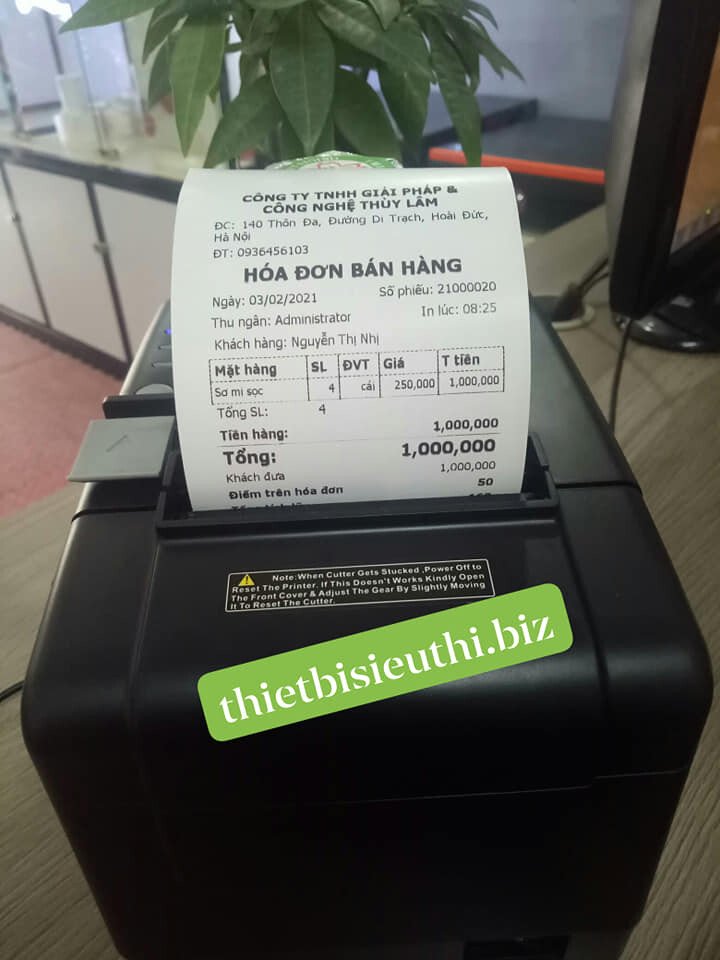 CÔNG TY TNHH GIẢI PHÁP &
CÔNG NGHỆ THÙY LÂM
ĐC: 140 Thôn Đa, Đường Di Trạch, Hoài Đức,
Hà Nội
ĐT: 0936456103
HÓA ĐƠN BÁN HÀNG
Ngày: 03/02/2021 Số phiếu: 21000020
Thu ngân: Administrator In lúc: 08:25
Khách hàng: Nguyễn Thị Nhị
Mặt hàng SL ĐVT Giá T tiền
Sơ mi sọc 4 cái 250,000 1,000,000
Tổng SL: 4
Tiền hàng: 1,000,000
Tổng: 1,000,000
Khách đưa 1,000,000
Điểm trên hóa đơn 50
Note:When Cutter Gets Stucked ,Power Off to
Reset The Printer. If This Doesn't Works Kindly Open
The Front Cover & Adjust The Gear By Slightly Moving
It To Reset The Cutter.
thietbisieuthi.biz